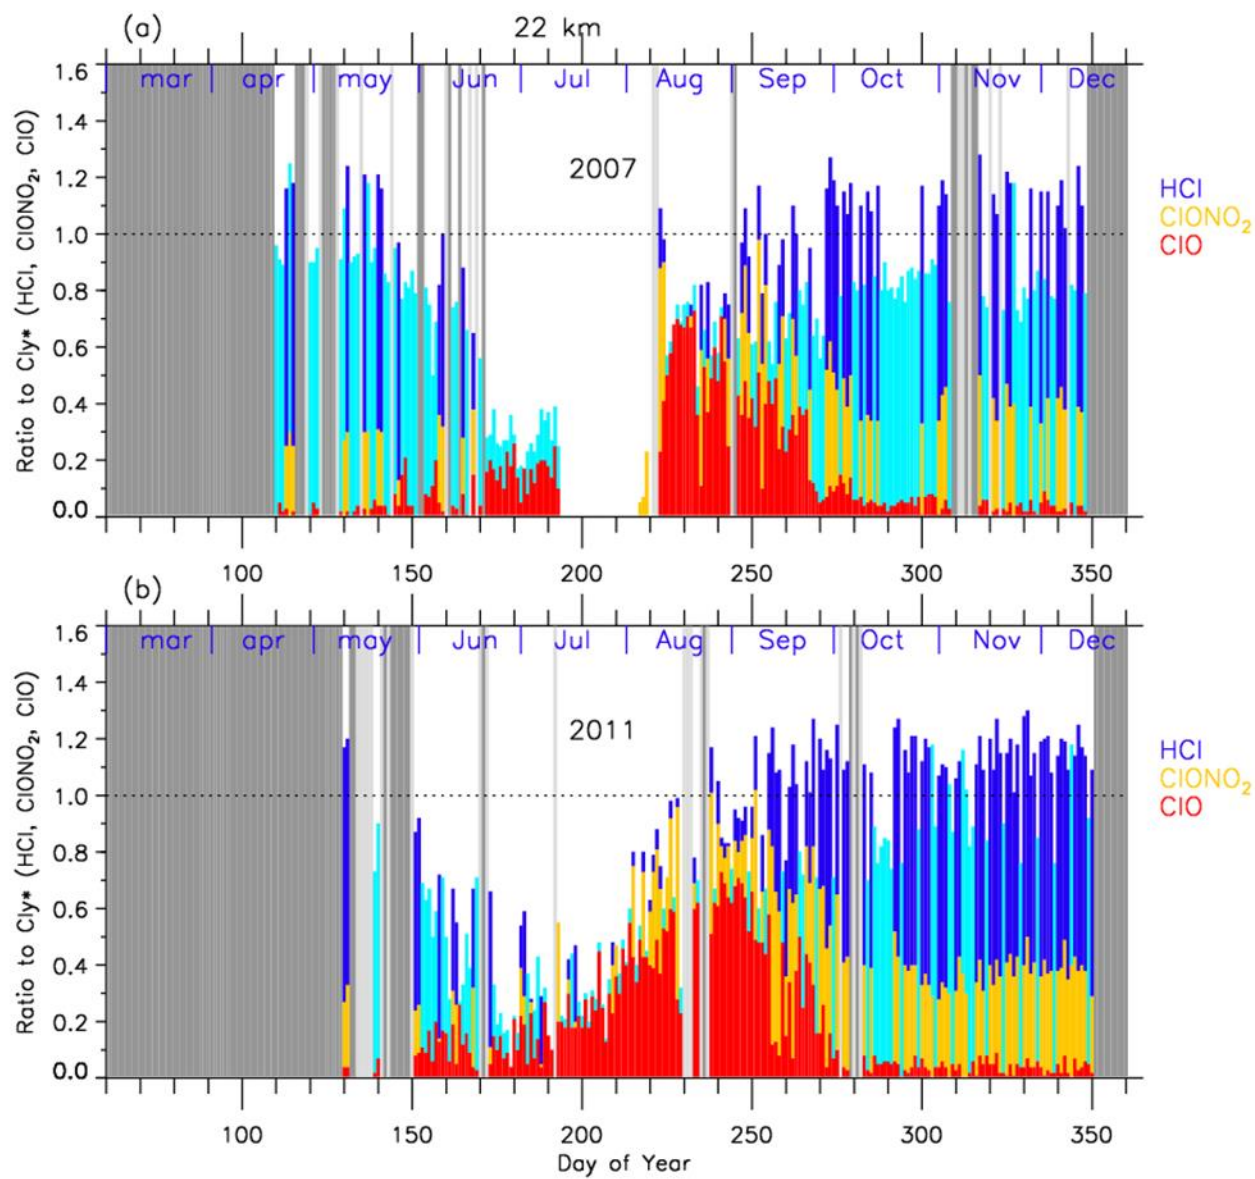 (a)
22 km
mar apr may Jun Jul Aug Sep Oct Nov Dec
1.6
1.4
1.2
1.0
0.8
0.6
0.4
0.2
0.0
Ratio to Cly* (HCl, ClONO₂, ClO)
2007
HCl
ClONO₂
ClO
100 150 200 250 300 350
(b)
mar apr may Jun Jul Aug Sep Oct Nov Dec
1.6
1.4
1.2
1.0
0.8
0.6
0.4
0.2
0.0
Ratio to Cly* (HCl, ClONO₂, ClO)
2011
HCl
ClONO₂
ClO
100 150 200 250 300 350
Day of Year